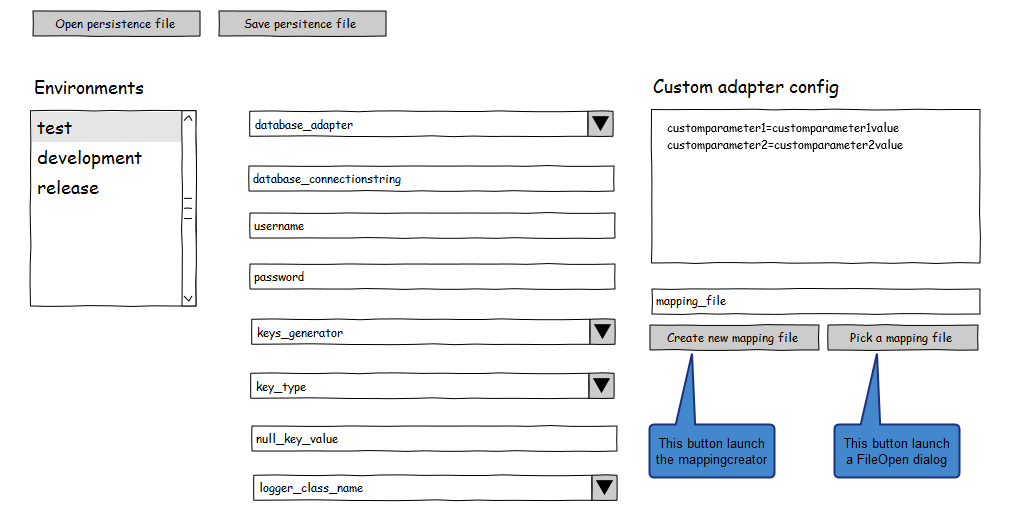 Open persistence file
Save persitence file
Environments
test
development
release
database_adapter
database_connectionstring
username
password
keys_generator
key_type
null_key_value
logger_class_name
Custom adapter config
customparameter1=customparameter1value
customparameter2=customparameter2value
mapping_file
Create new mapping file
Pick a mapping file
This button launch
the mappingcreator
This button launch
a FileOpen dialog